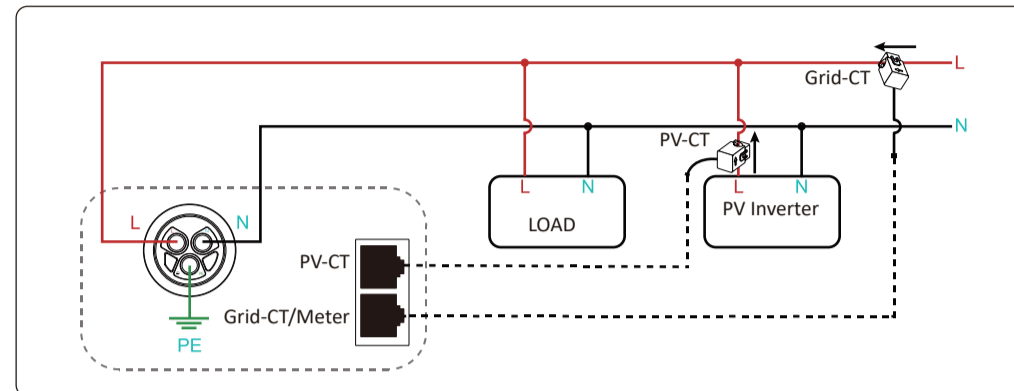 L
Grid-CT
N
PV-CT
L N
LOAD
L N
PV Inverter
L N
PE
PV-CT
Grid-CT/Meter